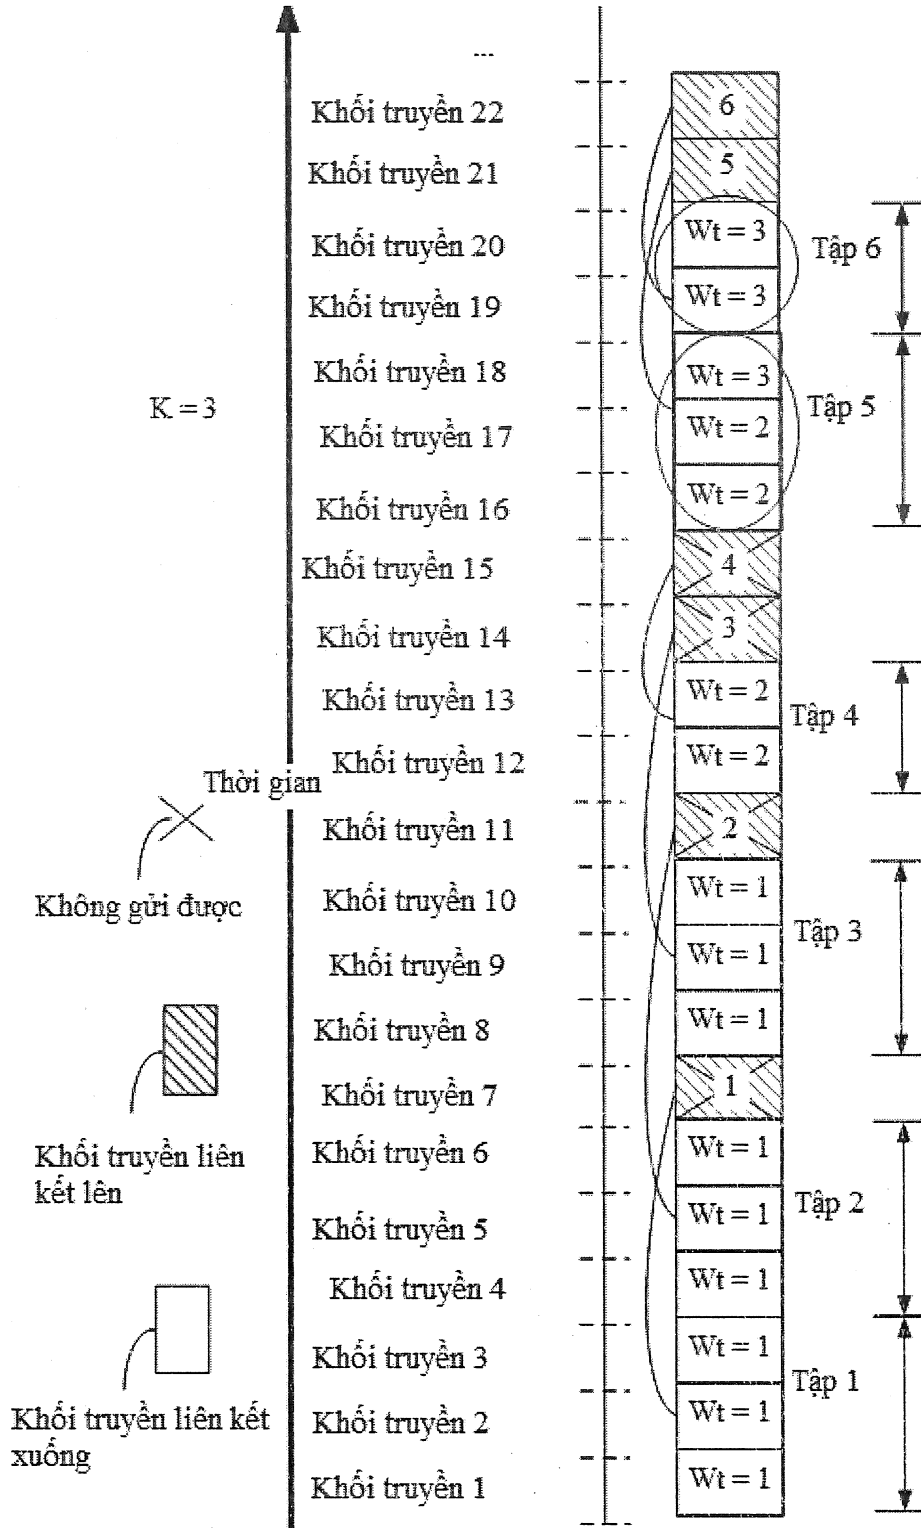 ...
Khối truyền 22
6
Khối truyền 21
5
Khối truyền 20
Wt = 3
Tập 6
Khối truyền 19
Wt = 3
Khối truyền 18
Wt = 3
K = 3
Tập 5
Khối truyền 17
Wt = 2
Khối truyền 16
Wt = 2
Khối truyền 15
4
Khối truyền 14
3
Khối truyền 13
Wt = 2
Tập 4
Khối truyền 12
Wt = 2
Thời gian
Khối truyền 11
2
Không gửi được
Khối truyền 10
Wt = 1
Tập 3
Khối truyền 9
Wt = 1
Khối truyền 8
Wt = 1
Khối truyền 7
1
Khối truyền liên
kết lên
Khối truyền 6
Wt = 1
Tập 2
Khối truyền 5
Wt = 1
Khối truyền 4
Wt = 1
Khối truyền 3
Wt = 1
Tập 1
Khối truyền liên kết
xuống
Khối truyền 2
Wt = 1
Khối truyền 1
Wt = 1